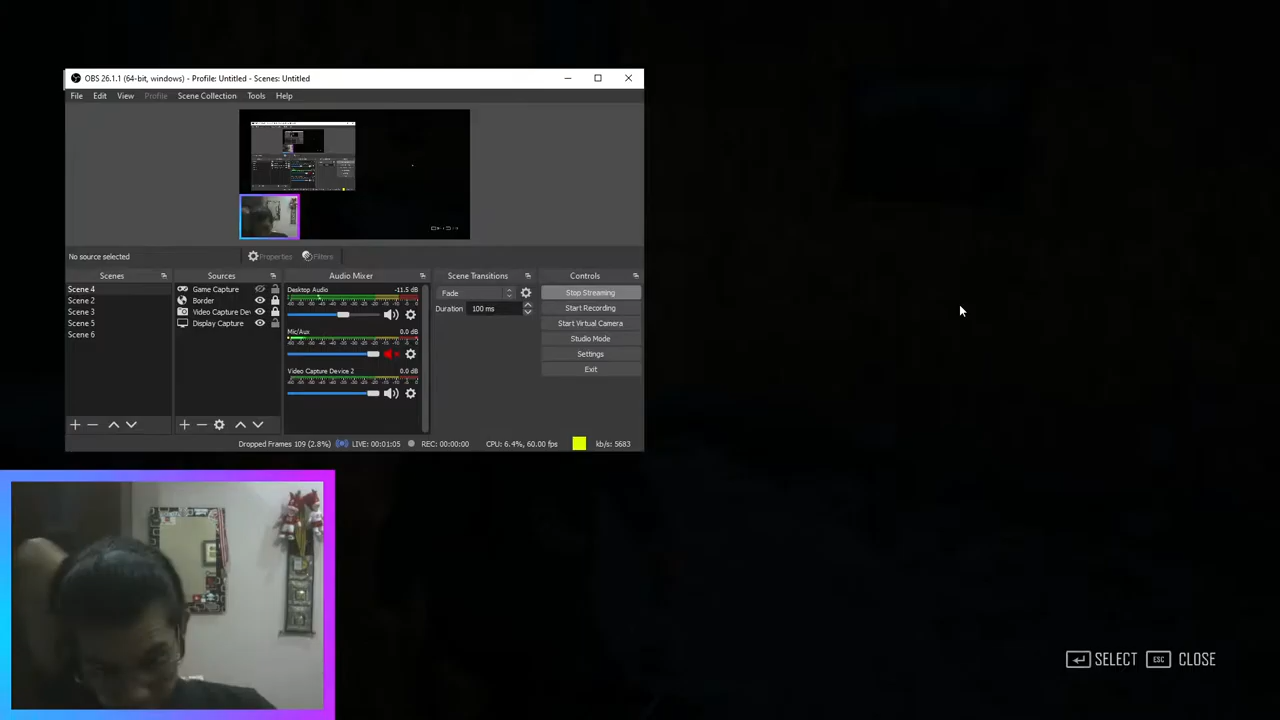 OBS 26.1.1 (64-bit, windows) - Profile: Untitled - Scenes: Untitled
File Edit View Profile Scene Collection Tools Help
No source selected
Properties Filters
Scenes
Scene 4
Scene 2
Scene 3
Scene 5
Scene 6
Sources
Game Capture
Border
Video Capture Dev
Display Capture
Audio Mixer
Desktop Audio -11.5 dB
Mic/Aux 0.0 dB
Video Capture Device 2 0.0 dB
Scene Transitions
Fade
Duration 100 ms
Controls
Stop Streaming
Start Recording
Start Virtual Camera
Studio Mode
Settings
Exit
Dropped Frames 109 (2.8%) LIVE: 00:01:05 REC: 00:00:00 CPU: 6.4%, 60.00 fps kb/s: 5683
SELECT ESC CLOSE